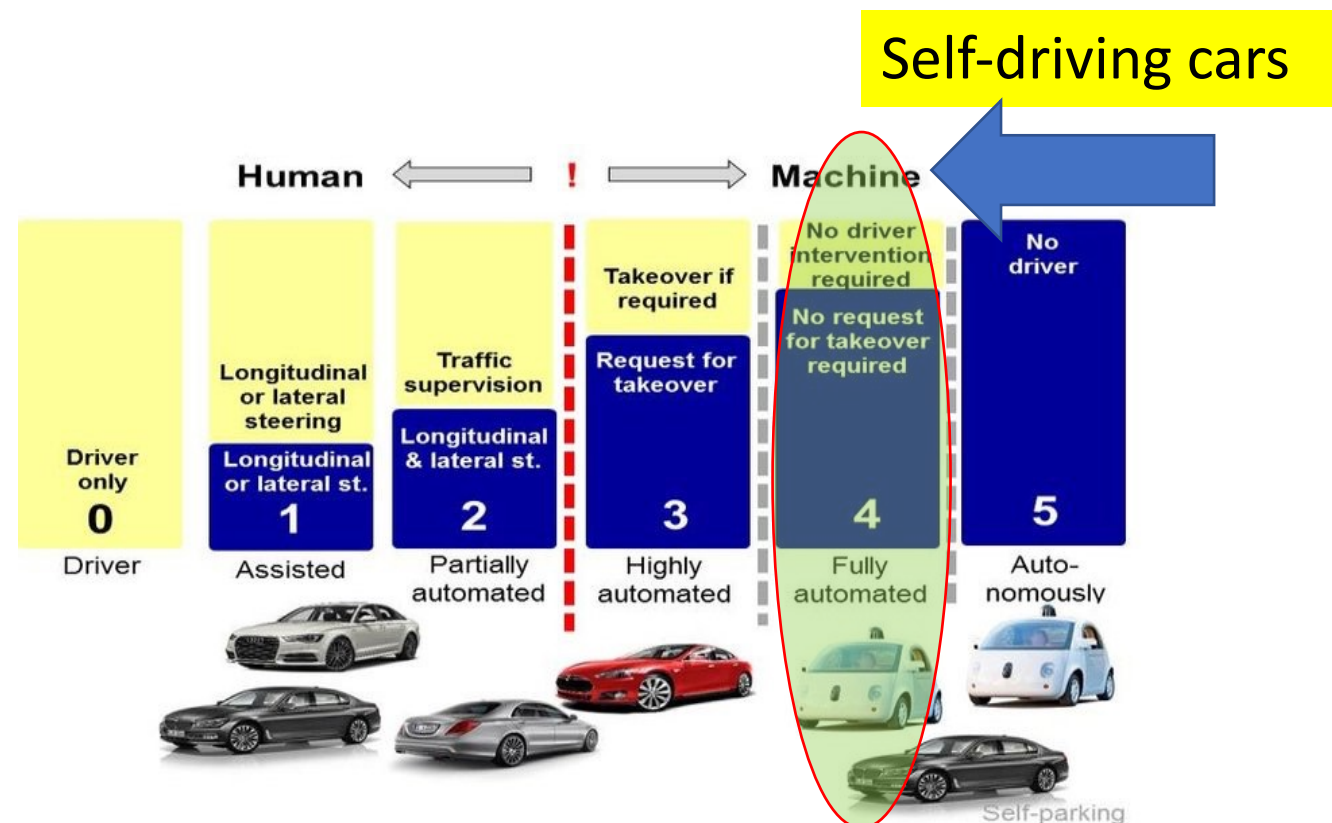 Self-driving cars
Human
!
Machine
Driver
only
0
Driver
Longitudinal
or lateral
steering
Longitudinal
or lateral st.
1
Assisted
Traffic
supervision
Longitudinal
& lateral st.
2
Partially
automated
Takeover if
required
Request for
takeover
3
Highly
automated
No driver
intervention
required
No request
for takeover
required
4
Fully
automated
No
driver
5
Auto-
nomously
Self-parking